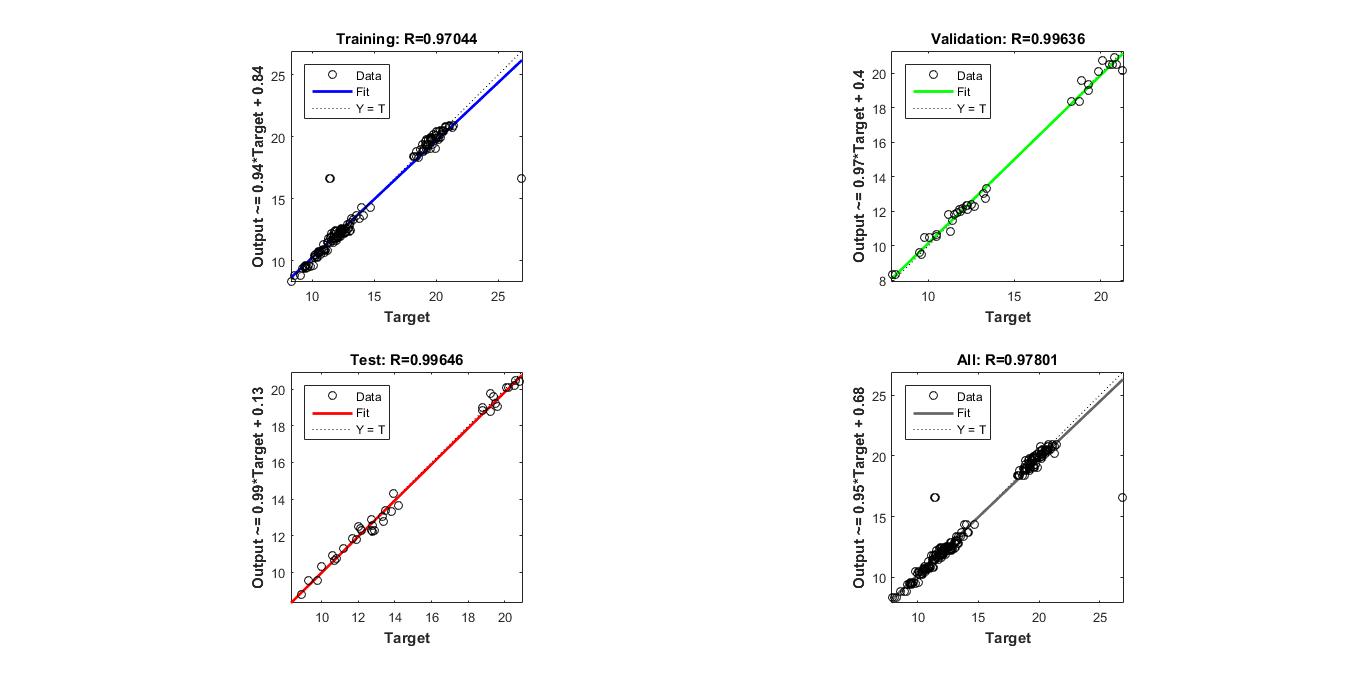 Training: R=0.97044
Output ~= 0.94*Target + 0.84
25
20
15
10
Data
Fit
Y = T
10 15 20 25
Target
Validation: R=0.99636
Output ~= 0.97*Target + 0.4
20
18
16
14
12
10
8
Data
Fit
Y = T
10 15 20
Target
Test: R=0.99646
Output ~= 0.99*Target + 0.13
20
18
16
14
12
10
Data
Fit
Y = T
10 12 14 16 18 20
Target
All: R=0.97801
Output ~= 0.95*Target + 0.68
25
20
15
10
Data
Fit
Y = T
10 15 20 25
Target